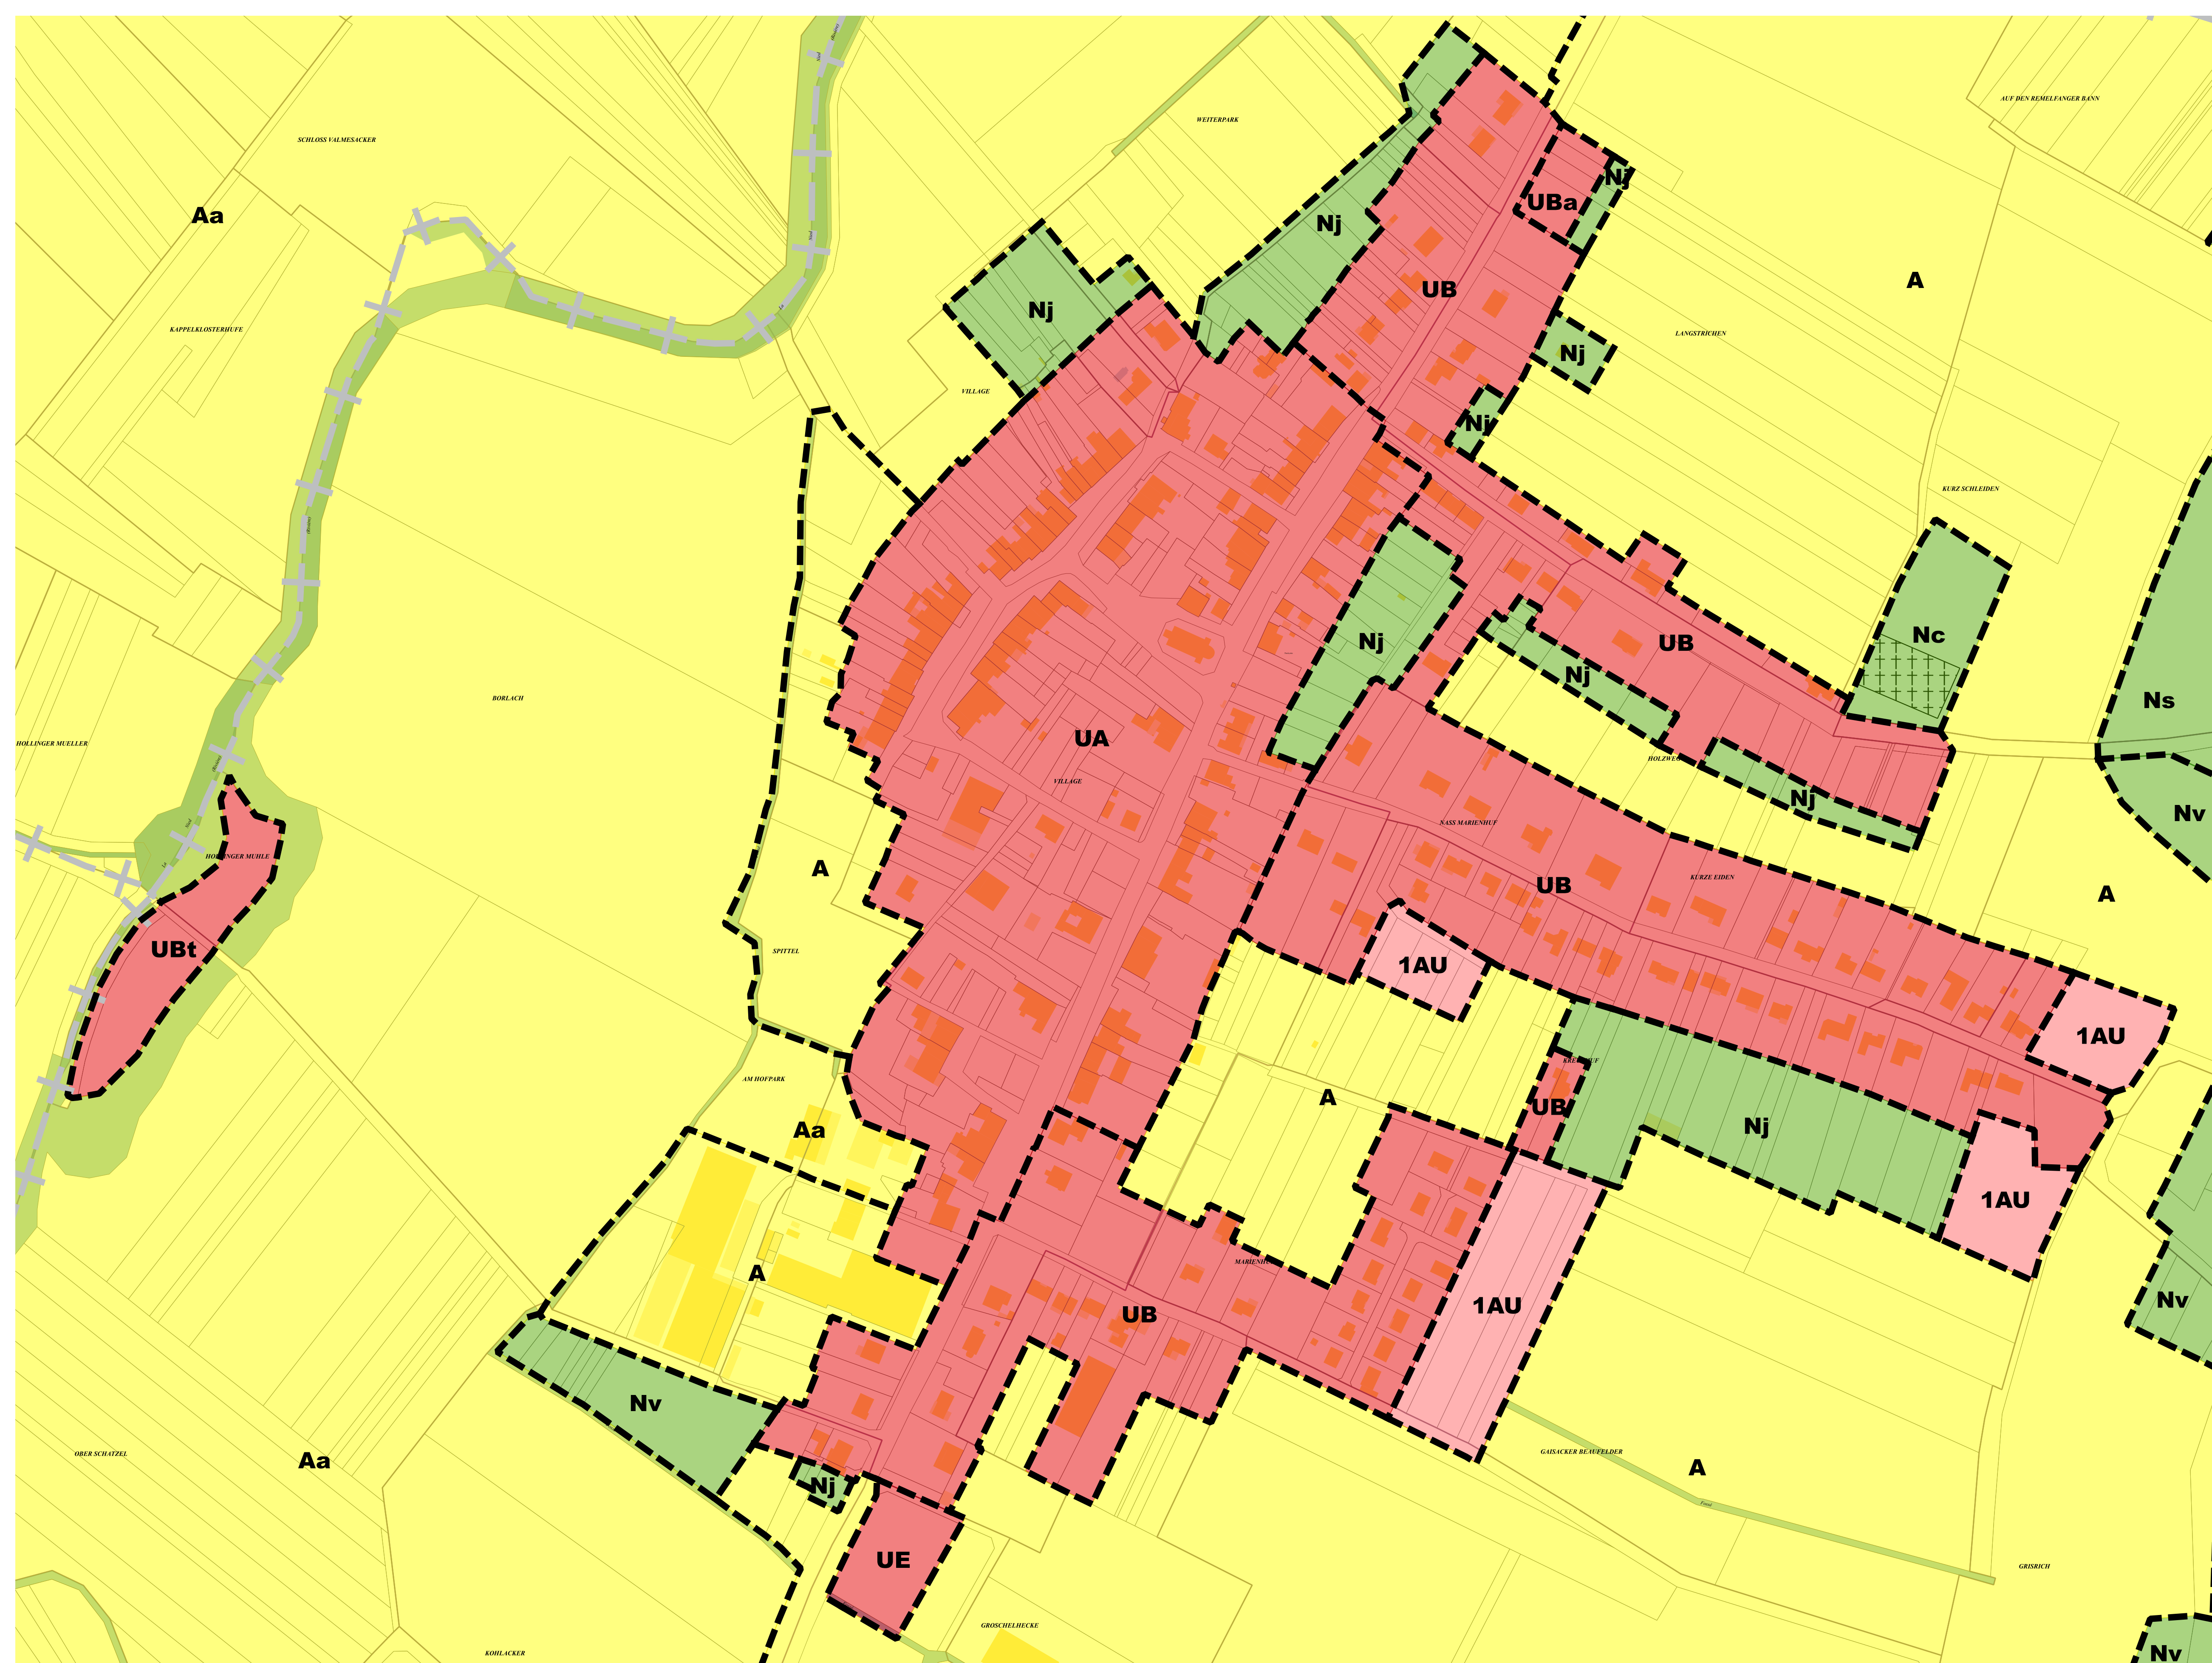 AUF DEN REMELFANGER BANN
WEITERPARK
SCHLOSS VALMESACKER
Nj
UBa
Aa
Nj
A
UB
Nj
KAPPELKLOSTERHUFE
LANGSTRICHEN
Nj
VILLAGE
Nj
KURZ SCHLEIDEN
Nc
Nj
UB
Nj
BORLACH
Ns
UA
HOLLINGER MUELLER
HOLZWEG
VILLAGE
Nj
Nv
NASS MARIENHUF
HOLLINGER MUHLE
A
KURZE EIDEN
UB
A
UBt
SPITTEL
1AU
1AU
AM HOFPARK
A
UB
Aa
Nj
1AU
MARIENHUF
A
Nv
1AU
UB
Nv
GAISACKER BEAUFELDER
OBER SCHATZEL
Aa
A
Nj
Fossé
UE
GRISRICH
GROSCHELHECKE
KOHLACKER
Nv